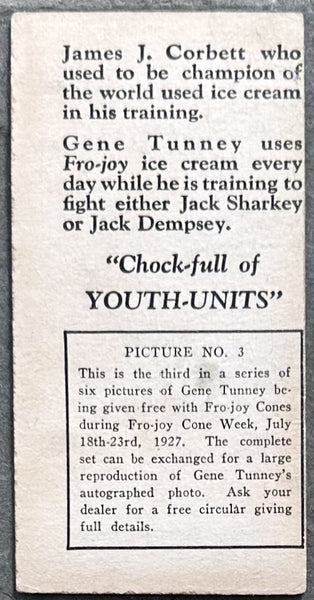 James J. Corbett who
used to be champion of
the world used ice cream
in his training.
Gene Tunney uses
Fro-joy ice cream every
day while he is training to
fight either Jack Sharkey
or Jack Dempsey.
"Chock-full of
YOUTH-UNITS"
PICTURE NO. 3
This is the third in a series of
six pictures of Gene Tunney be-
ing given free with Fro-joy Cones
during Fro-joy Cone Week, July
18th-23rd, 1927. The complete
set can be exchanged for a large
reproduction of Gene Tunney's
autographed photo. Ask your
dealer for a free circular giving
full details.